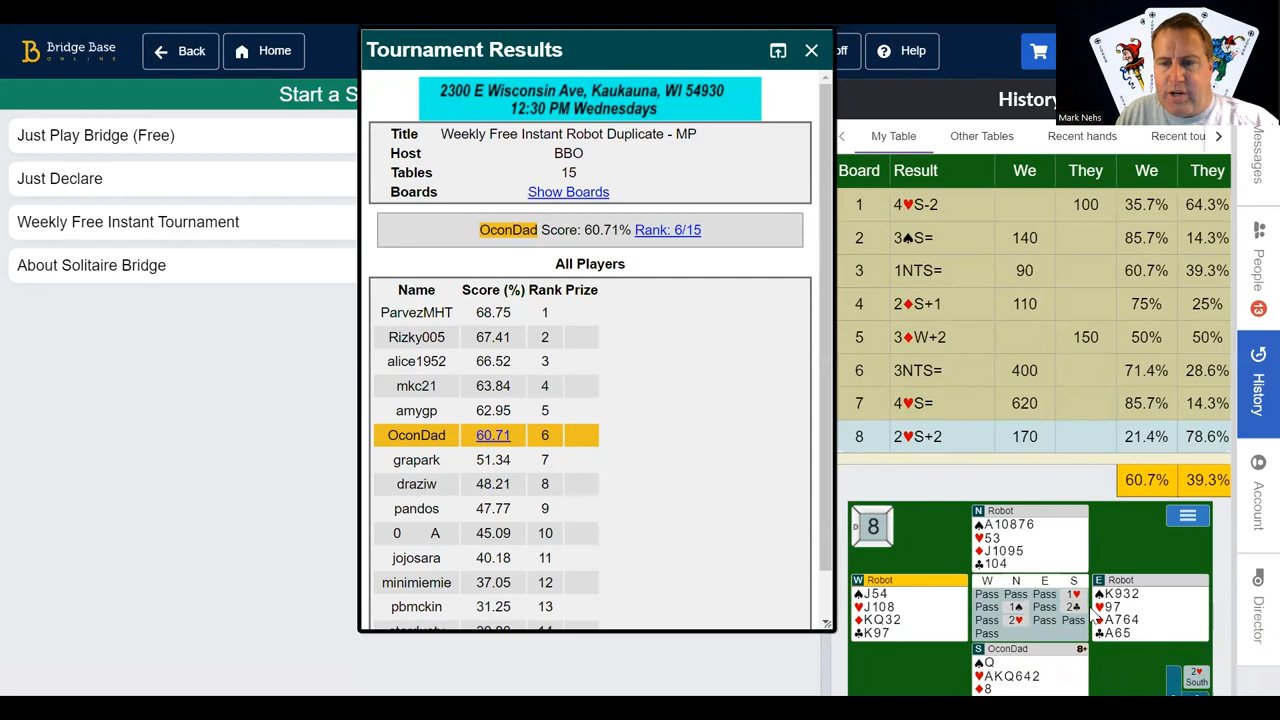 Bridge Base
ONLINE
Back
Home
Help
Mark Nehs
Start a S
Just Play Bridge (Free)
Just Declare
Weekly Free Instant Tournament
About Solitaire Bridge
Tournament Results
2300 E Wisconsin Ave, Kaukauna, WI 54930
12:30 PM Wednesdays
Title Weekly Free Instant Robot Duplicate - MP
Host BBO
Tables 15
Boards Show Boards
OconDad Score: 60.71% Rank: 6/15
All Players
Name Score (%) Rank Prize
ParvezMHT 68.75 1
Rizky005 67.41 2
alice1952 66.52 3
mkc21 63.84 4
amygp 62.95 5
OconDad 60.71 6
grapark 51.34 7
draziw 48.21 8
pandos 47.77 9
0 A 45.09 10
jojosara 40.18 11
minimiemie 37.05 12
pbmckin 31.25 13
History
My Table Other Tables Recent hands Recent tou
Board Result We They We They
1 4♥S-2 100 35.7% 64.3%
2 3♠S= 140 85.7% 14.3%
3 1NTS= 90 60.7% 39.3%
4 2♦S+1 110 75% 25%
5 3♦W+2 150 50% 50%
6 3NTS= 400 71.4% 28.6%
7 4♥S= 620 85.7% 14.3%
8 2♥S+2 170 21.4% 78.6%
60.7% 39.3%
D 8
N Robot
♠A10876
♥53
♦J1095
♣104
W Robot
♠J54
♥J108
♦KQ32
♣K97
W N E S
Pass Pass Pass 1♥
Pass 1♠ Pass 2♣
Pass 2♥ Pass Pass
Pass
E Robot
♠K932
♥97
♦A764
♣A65
S OconDad 8+
♠Q
♥AKQ642
♦8
2♥
South
Messages
People
13
History
Account
Director